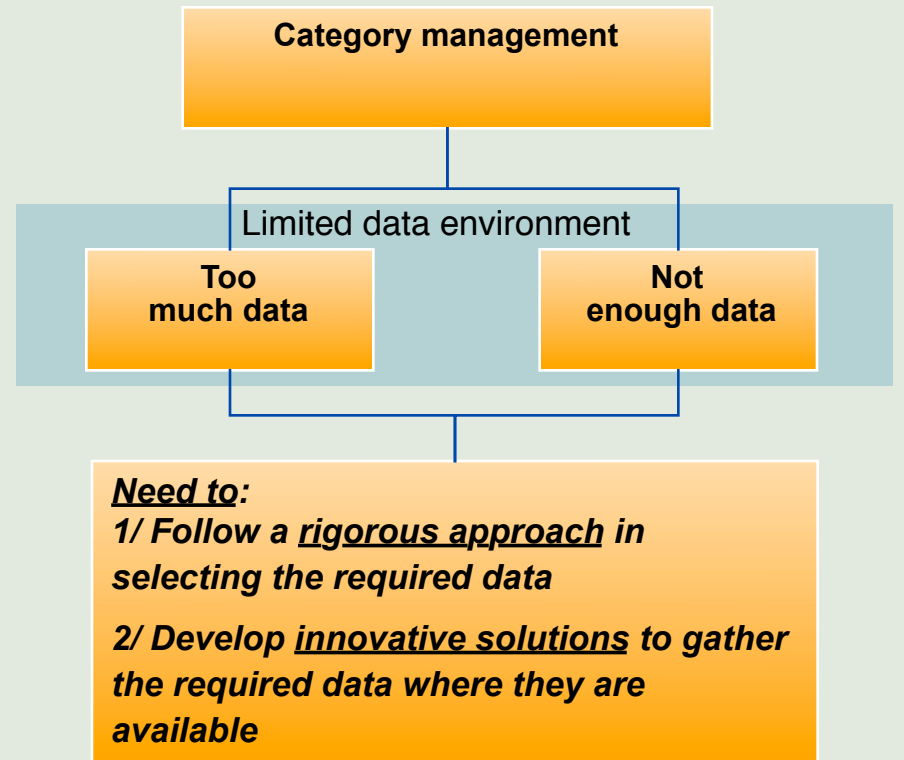 Category management
Limited data environment
Too
much data
Not
enough data
Need to:
1/ Follow a rigorous approach in
selecting the required data
2/ Develop innovative solutions to gather
the required data where they are
available